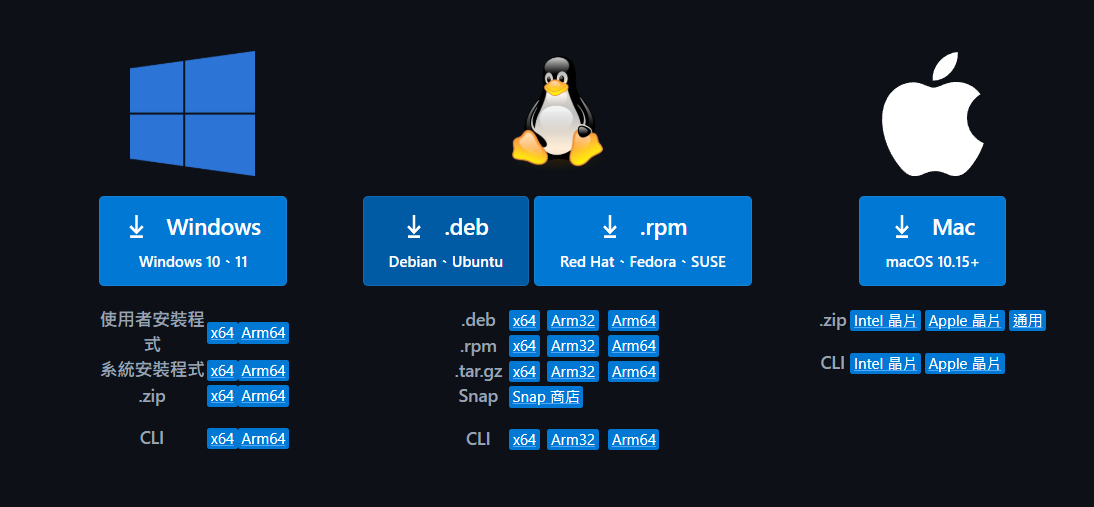 Windows
Windows 10、11
使用者安裝程
式
x64 Arm64
系統安裝程式 x64 Arm64
.zip x64 Arm64
CLI x64 Arm64
.deb
Debian、Ubuntu
.rpm
Red Hat、Fedora、SUSE
.deb x64 Arm32 Arm64
.rpm x64 Arm32 Arm64
.tar.gz x64 Arm32 Arm64
Snap Snap 商店
CLI x64 Arm32 Arm64
Mac
macOS 10.15+
.zip Intel 晶片 Apple 晶片 通用
CLI Intel 晶片 Apple 晶片